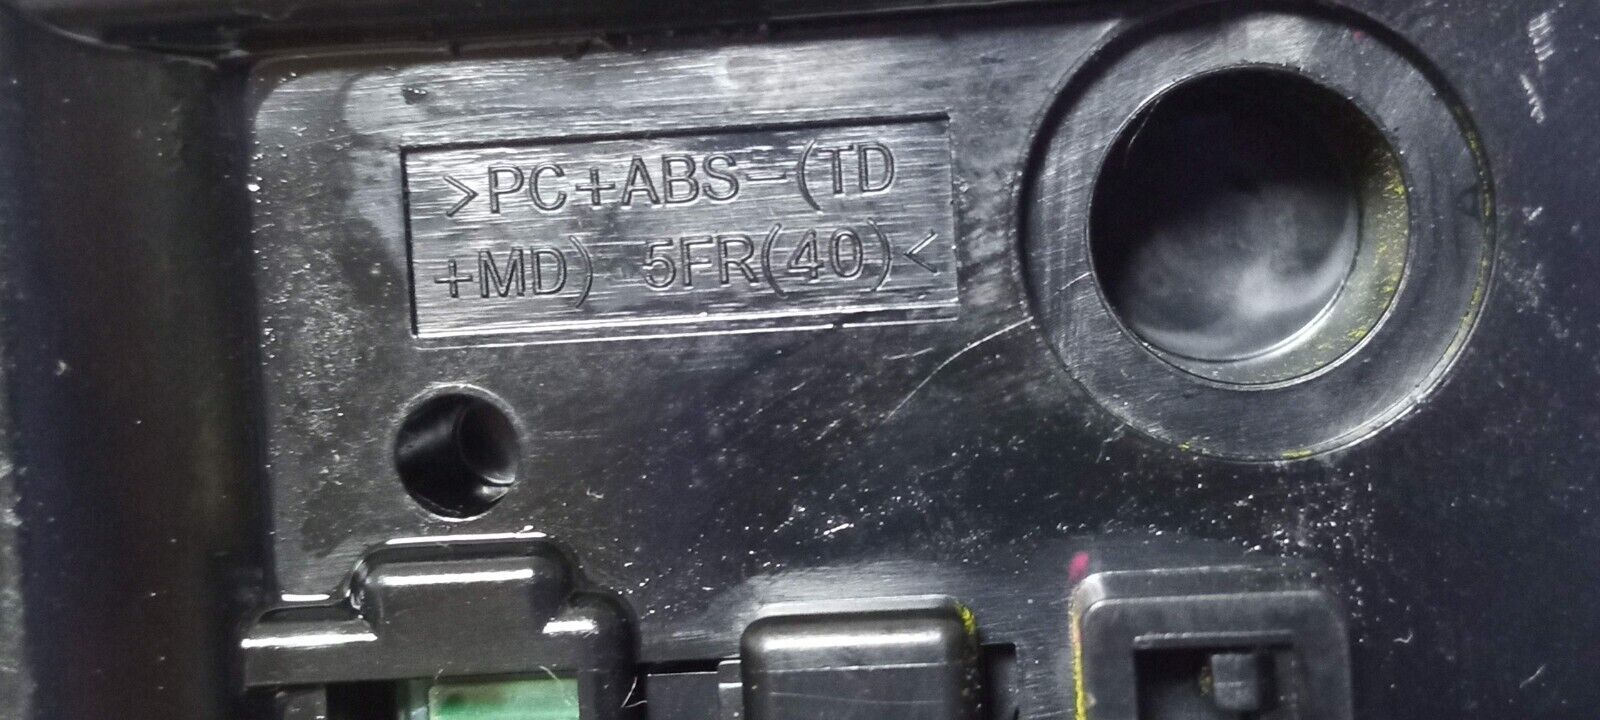 >PC+ABS-(TD
+MD) 5FR(40)<